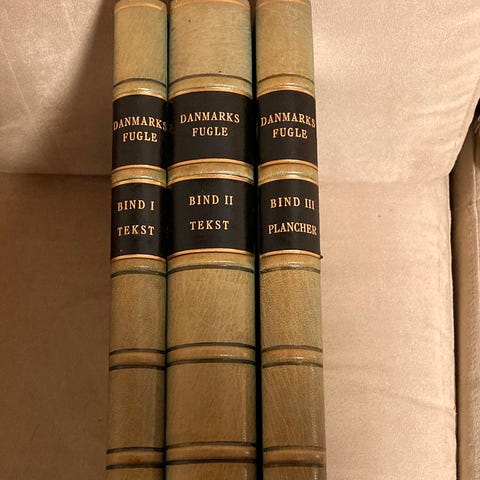 DANMARKS
FUGLE
BIND I
TEKST
DANMARKS
FUGLE
BIND II
TEKST
DANMARKS
FUGLE
BIND III
PLANCHER